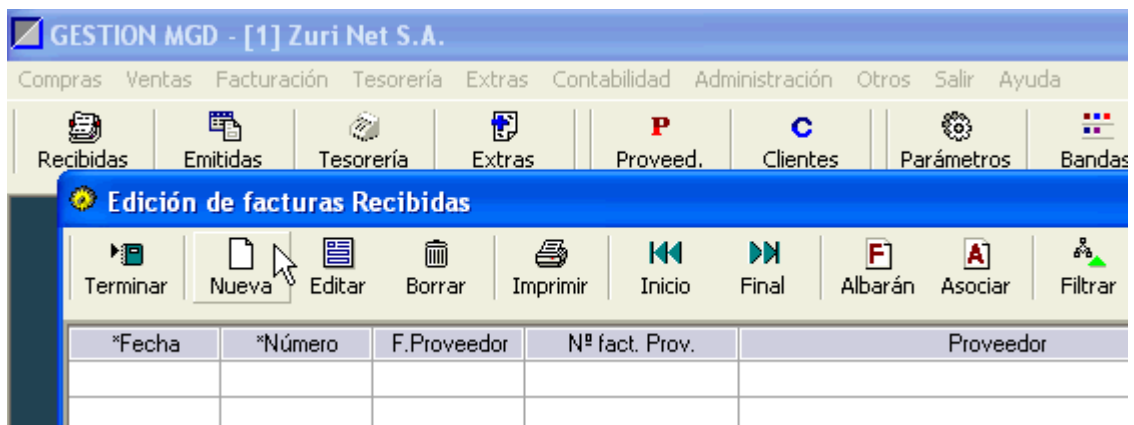 GESTION MGD - [1] Zuri Net S.A.
Compras Ventas Facturación Tesorería Extras Contabilidad Administración Otros Salir Ayuda
Recibidas Emitidas Tesorería Extras P Proveed. C Clientes Parámetros Bandas
Edición de facturas Recibidas
Terminar Nueva Editar Borrar Imprimir Inicio Final F Albarán A Asociar Filtrar
*Fecha *Número F.Proveedor Nº fact. Prov. Proveedor